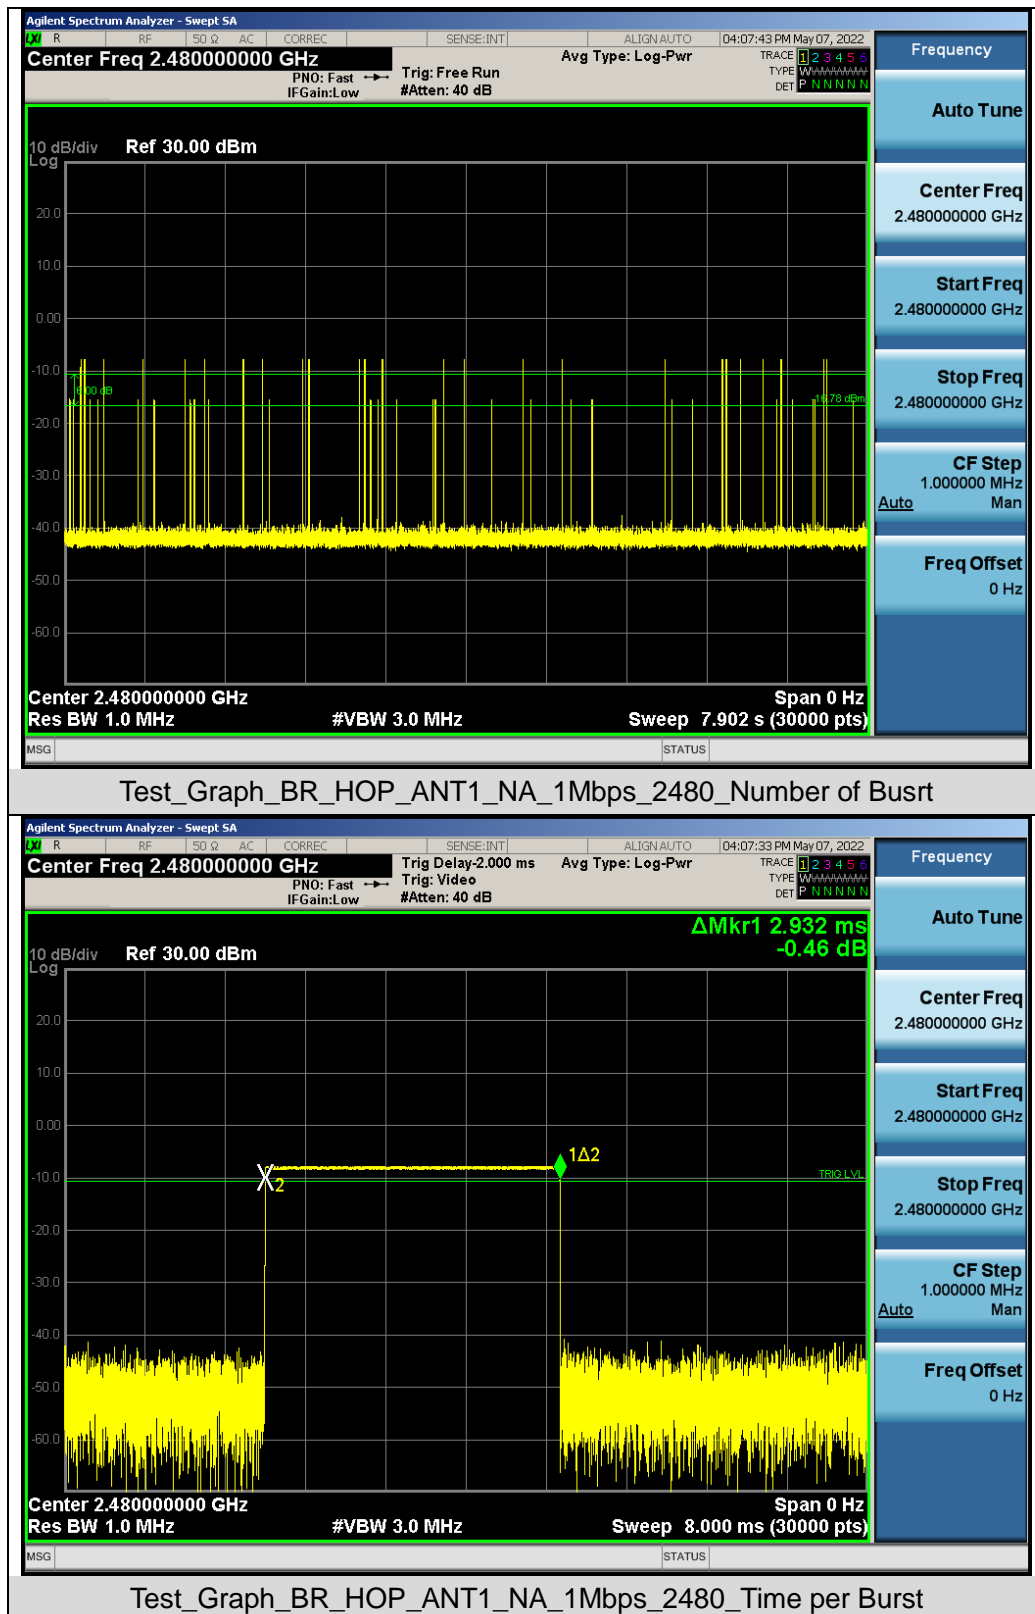 Agilent Spectrum Analyzer - Swept SA
LXI R RF 50 Ω AC CORREC SENSE:INT ALIGN AUTO 04:07:43 PM May 07, 2022
Center Freq 2.480000000 GHz
PNO: Fast
IFGain:Low
Trig: Free Run
#Atten: 40 dB
Avg Type: Log-Pwr
TRACE 1 2 3 4 5 6
TYPE W
DET P N N N N N
10 dB/div Ref 30.00 dBm
Log
20.0
10.0
0.00
-10.0
-20.0
-30.0
-40.0
-50.0
-60.0
6.00 dB
-16.78 dBm
Center 2.480000000 GHz Span 0 Hz
Res BW 1.0 MHz #VBW 3.0 MHz Sweep 7.902 s (30000 pts)
MSG STATUS
Frequency
Auto Tune
Center Freq
2.480000000 GHz
Start Freq
2.480000000 GHz
Stop Freq
2.480000000 GHz
CF Step
1.000000 MHz
Auto Man
Freq Offset
0 Hz
Test_Graph_BR_HOP_ANT1_NA_1Mbps_2480_Number of Busrt
Agilent Spectrum Analyzer - Swept SA
LXI R RF 50 Ω AC CORREC SENSE:INT ALIGN AUTO 04:07:33 PM May 07, 2022
Center Freq 2.480000000 GHz
PNO: Fast
IFGain:Low
Trig Delay-2.000 ms
Trig: Video
#Atten: 40 dB
Avg Type: Log-Pwr
TRACE 1 2 3 4 5 6
TYPE W
DET P N N N N N
ΔMkr1 2.932 ms
-0.46 dB
10 dB/div Ref 30.00 dBm
Log
20.0
10.0
0.00
-10.0
-20.0
-30.0
-40.0
-50.0
-60.0
1Δ2
2
TRIG LVL
Center 2.480000000 GHz Span 0 Hz
Res BW 1.0 MHz #VBW 3.0 MHz Sweep 8.000 ms (30000 pts)
MSG STATUS
Frequency
Auto Tune
Center Freq
2.480000000 GHz
Start Freq
2.480000000 GHz
Stop Freq
2.480000000 GHz
CF Step
1.000000 MHz
Auto Man
Freq Offset
0 Hz
Test_Graph_BR_HOP_ANT1_NA_1Mbps_2480_Time per Burst